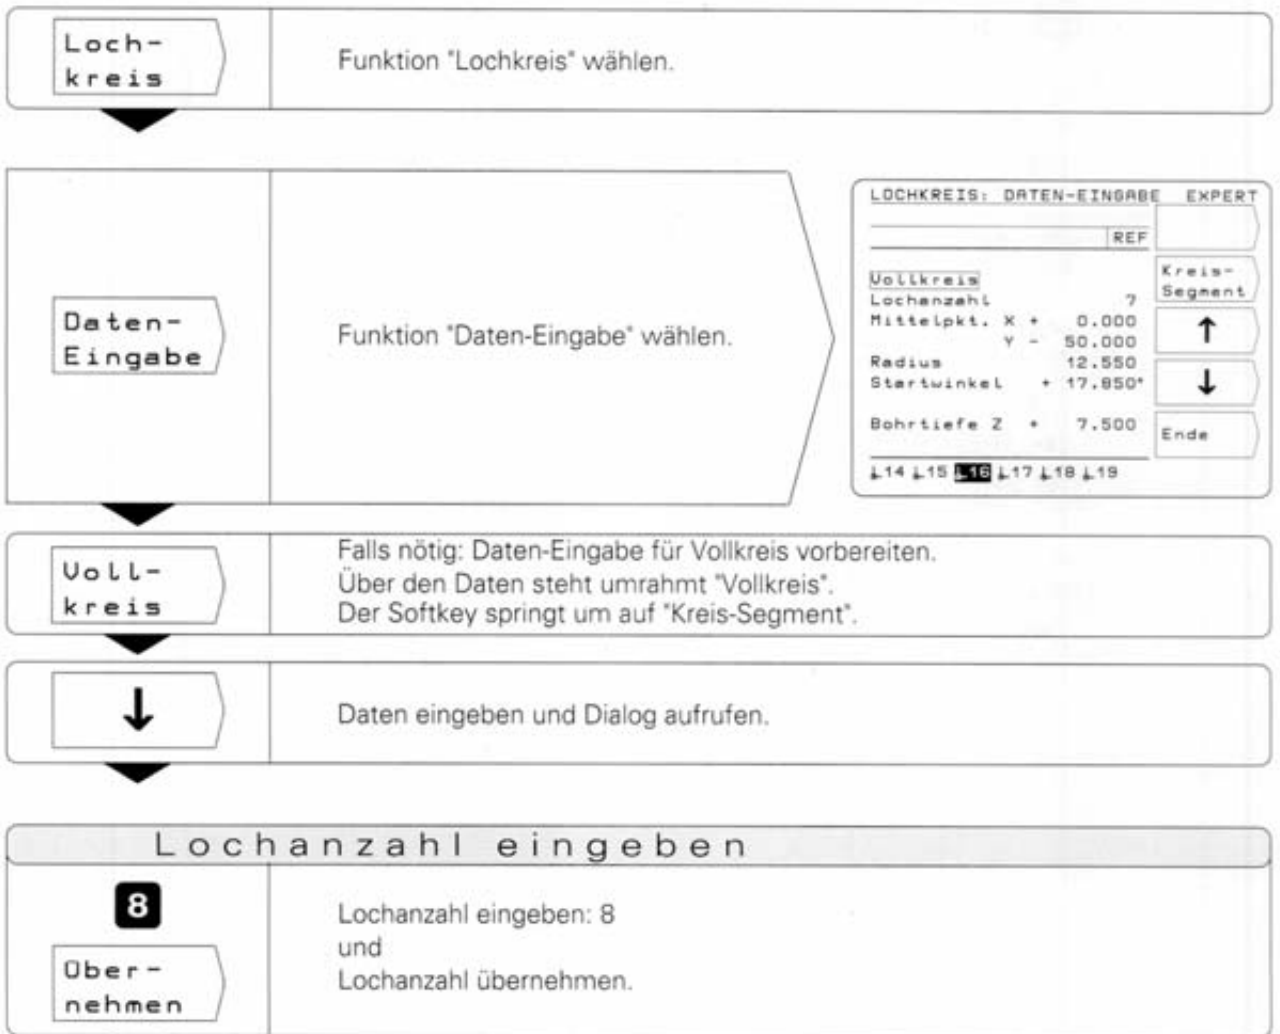 Loch-
kreis
Funktion "Lochkreis" wählen.
Daten-
Eingabe
Funktion "Daten-Eingabe" wählen.
LOCHKREIS: DATEN-EINGABE EXPERT
REF
Vollkreis
Lochanzahl 7
Mittelpkt. X + 0.000
Y - 50.000
Radius 12.550
Startwinkel + 17.850°
Bohrtiefe Z + 7.500
Kreis-
Segment
↑
↓
Ende
14 15 16 17 18 19
Voll-
kreis
Falls nötig: Daten-Eingabe für Vollkreis vorbereiten.
Über den Daten steht umrahmt "Vollkreis".
Der Softkey springt um auf "Kreis-Segment".
↓
Daten eingeben und Dialog aufrufen.
Lochanzahl eingeben
8
Über-
nehmen
Lochanzahl eingeben: 8
und
Lochanzahl übernehmen.